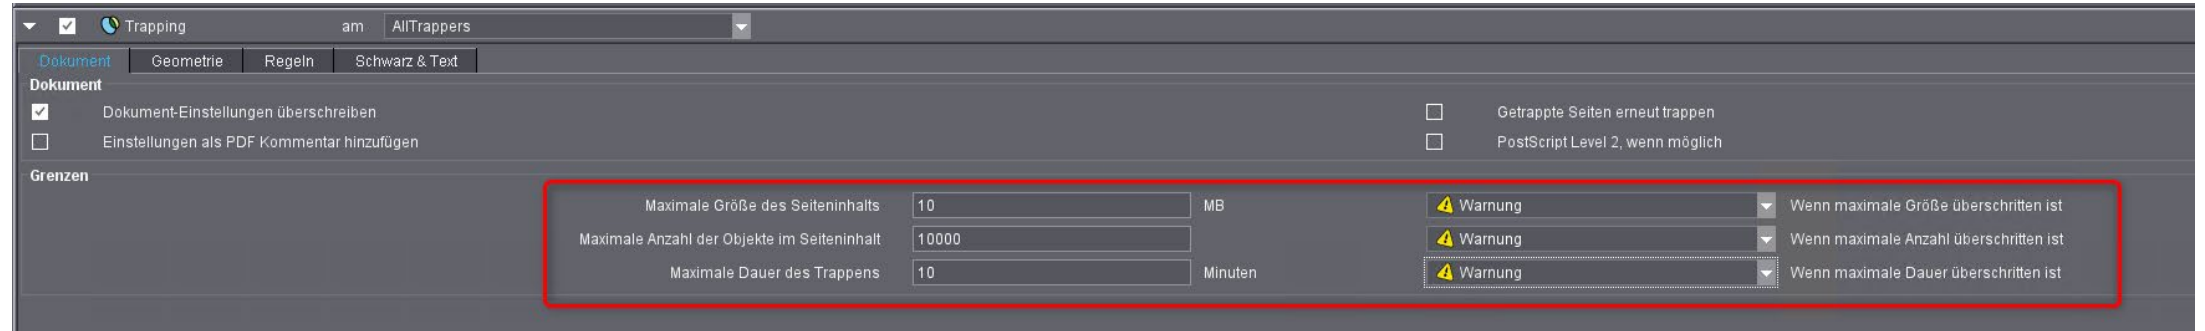 Trapping am AllTrappers
Dokument Geometrie Regeln Schwarz & Text
Dokument
Dokument-Einstellungen überschreiben Getrappte Seiten erneut trappen
Einstellungen als PDF Kommentar hinzufügen PostScript Level 2, wenn möglich
Grenzen
Maximale Größe des Seiteninhalts 10 MB Warnung Wenn maximale Größe überschritten ist
Maximale Anzahl der Objekte im Seiteninhalt 10000 Warnung Wenn maximale Anzahl überschritten ist
Maximale Dauer des Trappens 10 Minuten Warnung Wenn maximale Dauer überschritten ist